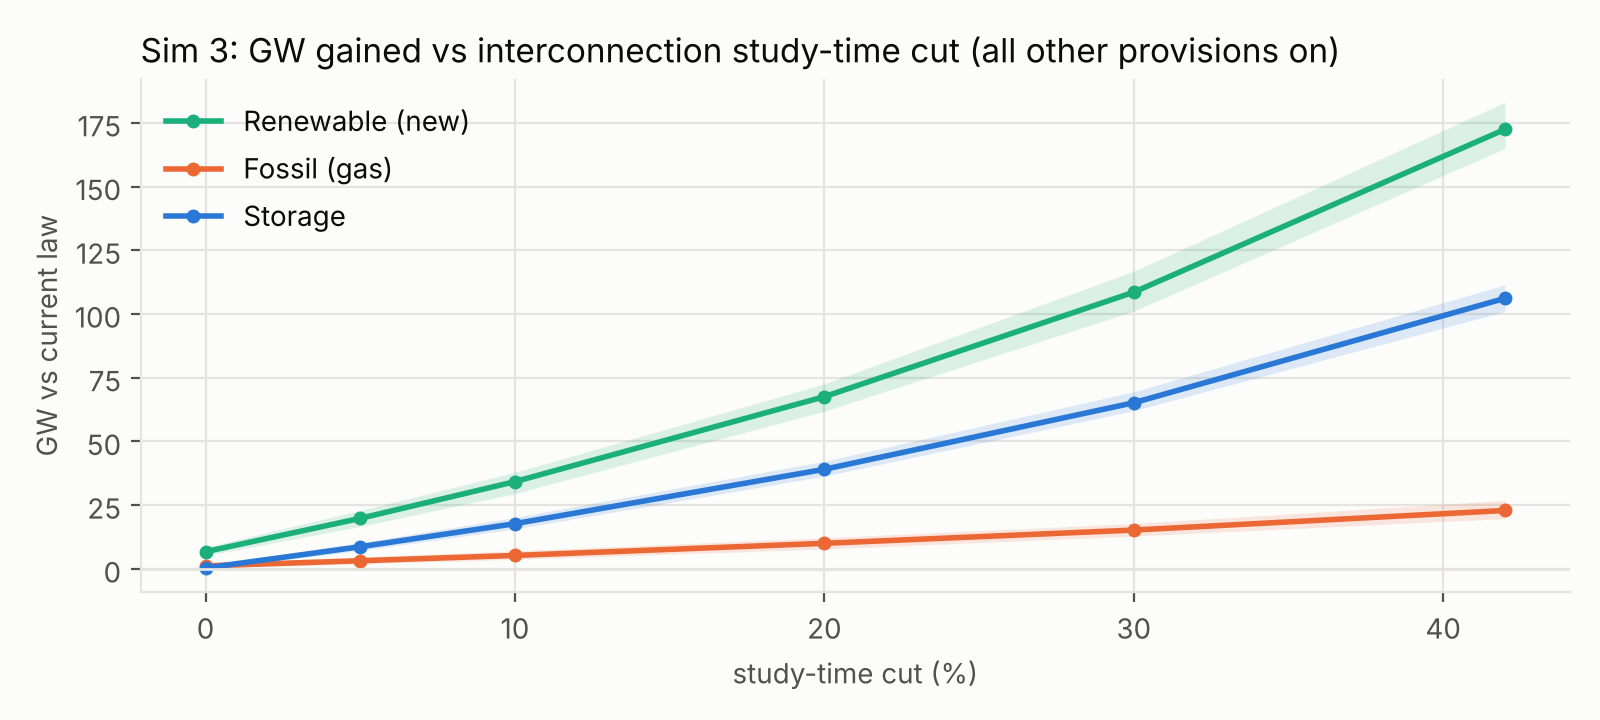 Sim 3: GW gained vs interconnection study-time cut (all other provisions on)
Renewable (new)
Fossil (gas)
Storage
GW vs current law
175
150
125
100
75
50
25
0
0 10 20 30 40
study-time cut (%)